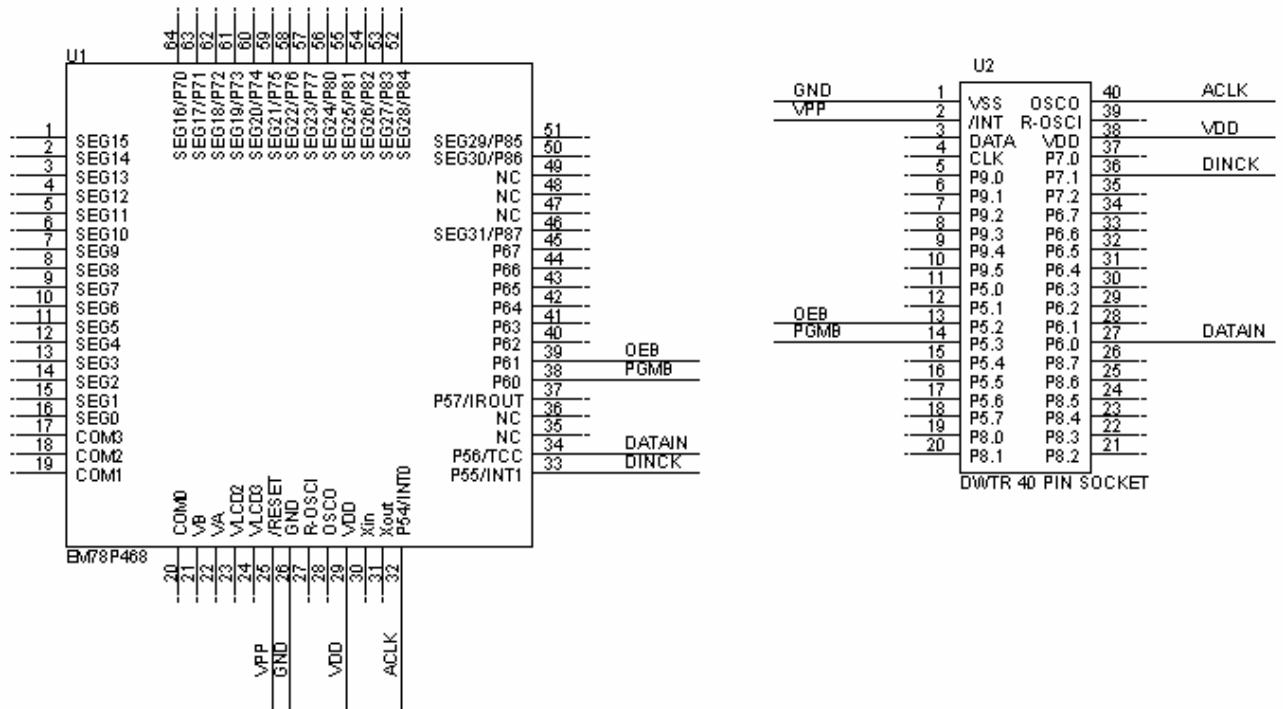 U1
64 63 62 61 60 59 58 57 56 55 54 53 52
SEG16/P70
SEG17/P71
SEG18/P72
SEG19/P73
SEG20/P74
SEG21/P75
SEG22/P76
SEG23/P77
SEG24/P80
SEG25/P81
SEG26/P82
SEG27/P83
SEG28/P84
1 SEG15
2 SEG14
3 SEG13
4 SEG12
5 SEG11
6 SEG10
7 SEG9
8 SEG8
9 SEG7
10 SEG6
11 SEG5
12 SEG4
13 SEG3
14 SEG2
15 SEG1
16 SEG0
17 COM3
18 COM2
19 COM1
SEG29/P85 51
SEG30/P86 50
NC 49
NC 48
NC 47
SEG31/P87 46
P67 45
P66 44
P65 43
P64 42
P63 41
P62 40
P61 39 OEB
P60 38 PGMB
P57/IROUT 37
NC 36
NC 35
P56/TCC 34 DATAIN
P55/INT1 33 DINCK
COM0
VB
VA
VLCD2
VLCD3
/RESET
GND
R-OSCI
OSCO
VDD
Xin
Xout
P54/INT0
EM78P468
20 21 22 23 24 25 26 27 28 29 30 31 32
VPP
GND
VDD
ACLK
U2
GND 1 VSS
VPP 2 /INT
3 DATA
4 CLK
5 P9.0
6 P9.1
7 P9.2
8 P9.3
9 P9.4
10 P9.5
11 P5.0
12 P5.1
OEB 13 P5.2
PGMB 14 P5.3
15 P5.4
16 P5.5
17 P5.6
18 P5.7
19 P8.0
20 P8.1
OSCO 40 ACLK
R-OSCI 39
VDD 38 VDD
P7.0 37
P7.1 36 DINCK
P7.2 35
P6.7 34
P6.6 33
P6.5 32
P6.4 31
P6.3 30
P6.2 29
P6.1 28
P6.0 27 DATAIN
P8.7 26
P8.6 25
P8.5 24
P8.4 23
P8.3 22
P8.2 21
DWTR 40 PIN SOCKET